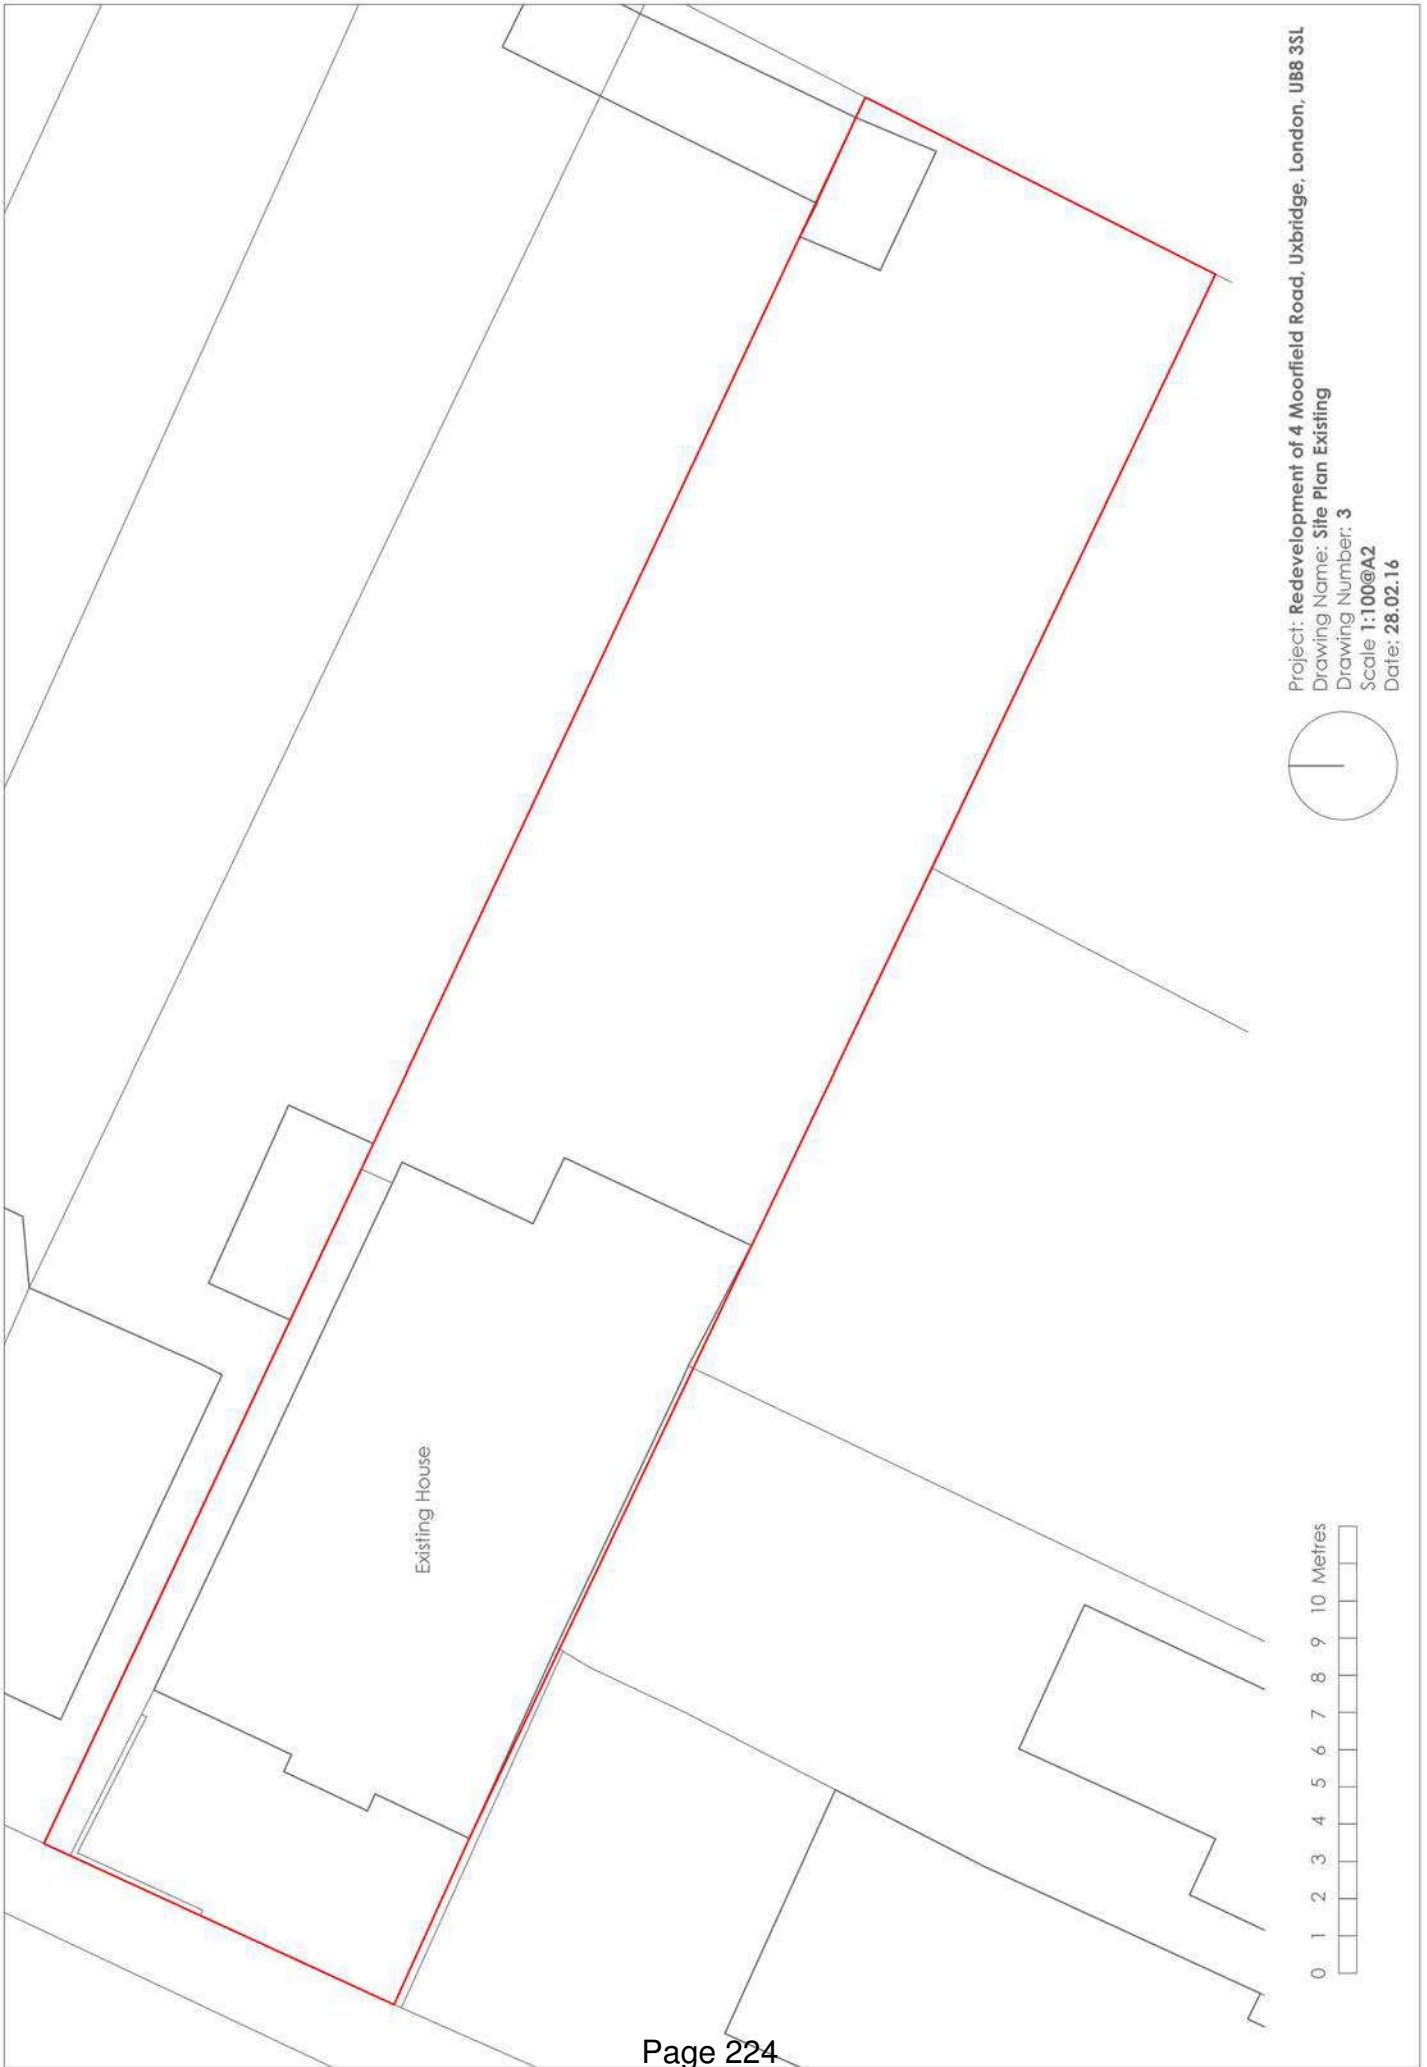 Project: Redevelopment of 4 Moorfield Road, Uxbridge, London, UB8 3SL
Drawing Name: Site Plan Existing
Drawing Number: 3
Scale 1:100@A2
Date: 28.02.16
Existing House
0 1 2 3 4 5 6 7 8 9 10 Metres
Page 224